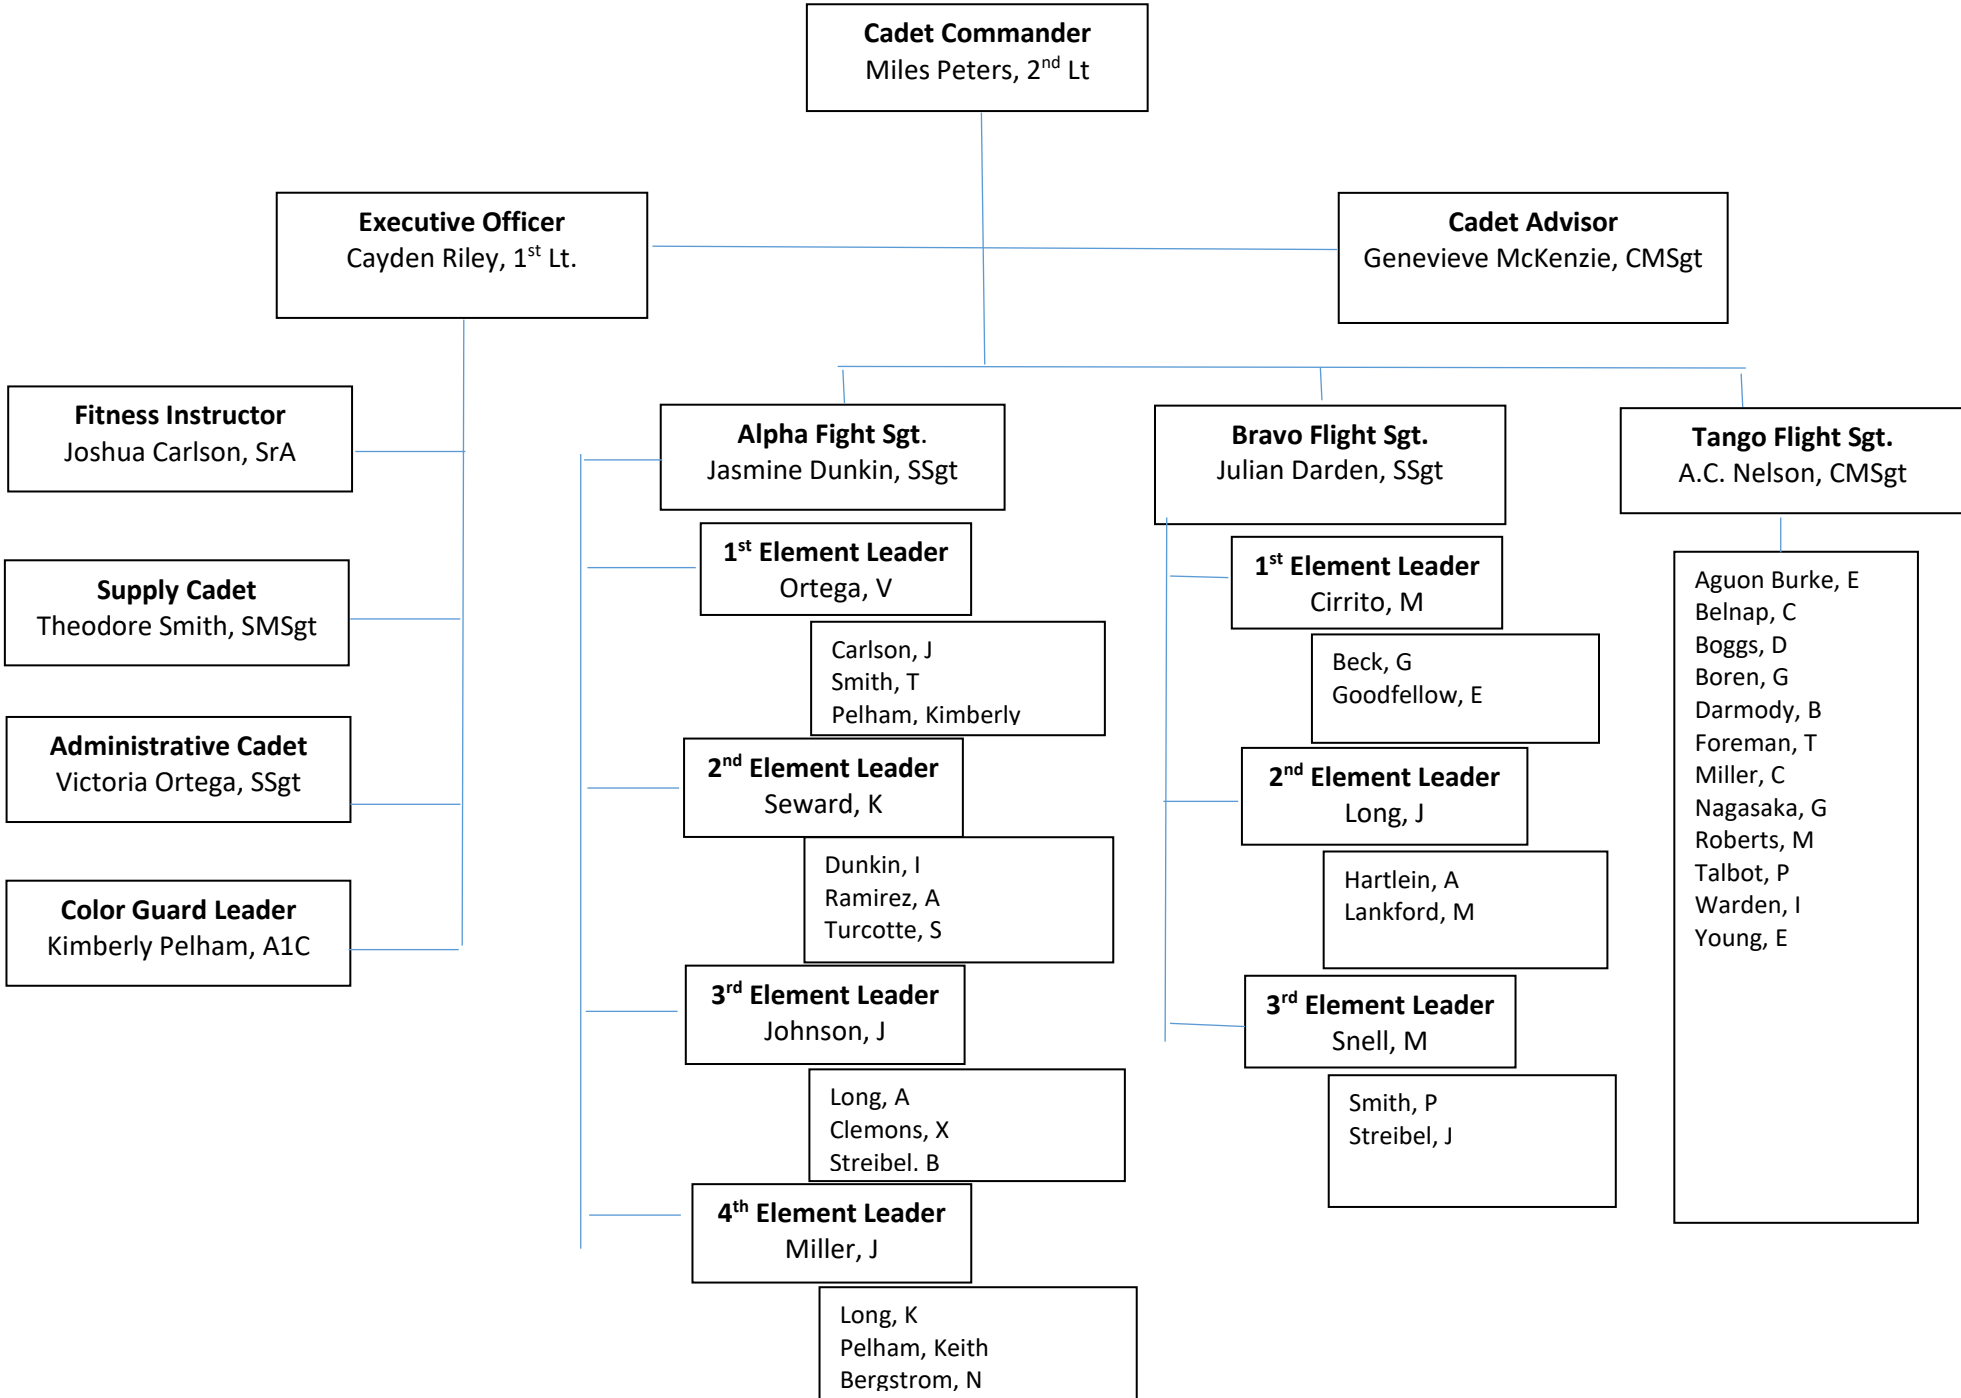 Cadet Commander
Miles Peters, 2nd Lt
Executive Officer
Cayden Riley, 1st Lt.
Cadet Advisor
Genevieve McKenzie, CMSgt
Fitness Instructor
Joshua Carlson, SrA
Supply Cadet
Theodore Smith, SMSgt
Administrative Cadet
Victoria Ortega, SSgt
Color Guard Leader
Kimberly Pelham, A1C
Alpha Fight Sgt.
Jasmine Dunkin, SSgt
1st Element Leader
Ortega, V
Carlson, J
Smith, T
Pelham, Kimberly
2nd Element Leader
Seward, K
Dunkin, I
Ramirez, A
Turcotte, S
3rd Element Leader
Johnson, J
Long, A
Clemons, X
Streibel, B
4th Element Leader
Miller, J
Long, K
Pelham, Keith
Bergstrom, N
Bravo Flight Sgt.
Julian Darden, SSgt
1st Element Leader
Cirrito, M
Beck, G
Goodfellow, E
2nd Element Leader
Long, J
Hartlein, A
Lankford, M
3rd Element Leader
Snell, M
Smith, P
Streibel, J
Tango Flight Sgt.
A.C. Nelson, CMSgt
Aguon Burke, E
Belnap, C
Boggs, D
Boren, G
Darmody, B
Foreman, T
Miller, C
Nagasaka, G
Roberts, M
Talbot, P
Warden, I
Young, E